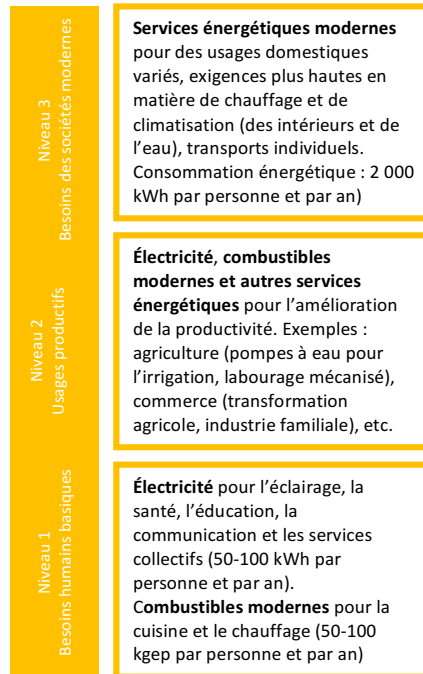 Niveau 3
Besoins des sociétés modernes
Services énergétiques modernes
pour des usages domestiques
variés, exigences plus hautes en
matière de chauffage et de
climatisation (des intérieurs et de
l’eau), transports individuels.
Consommation énergétique : 2 000
kWh par personne et par an)
Niveau 2
Usages productifs
Électricité, combustibles
modernes et autres services
énergétiques pour l’amélioration
de la productivité. Exemples :
agriculture (pompes à eau pour
l’irrigation, labourage mécanisé),
commerce (transformation
agricole, industrie familiale), etc.
Niveau 1
Besoins humains basiques
Électricité pour l’éclairage, la
santé, l’éducation, la
communication et les services
collectifs (50-100 kWh par
personne et par an).
Combustibles modernes pour la
cuisine et le chauffage (50-100
kgep par personne et par an)